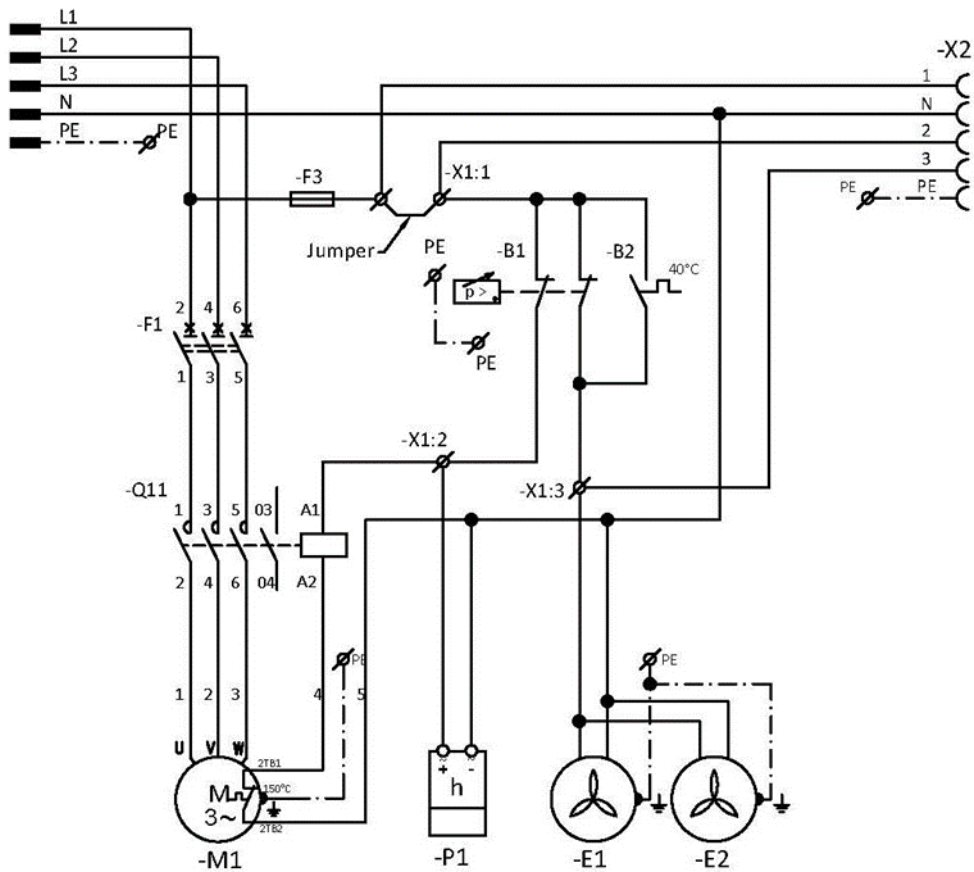 L1
L2
L3
N
PE PE
-X2
1
N
2
3
PE PE
-F3
-X1:1
Jumper
PE
PE
-B1
p >
-B2
40°C
-F1
2 4 6
1 3 5
-X1:2
-X1:3
-Q11
1 3 5 03 A1
2 4 6 04 A2
PE
PE
1 2 3 4 5
U V W
2TB1
150°C
M
3~
2TB2
-M1
~ ~
+ -
h
-P1
-E1
-E2